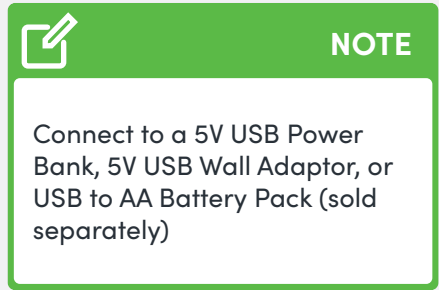 NOTE
Connect to a 5V USB Power
Bank, 5V USB Wall Adaptor, or
USB to AA Battery Pack (sold
separately)